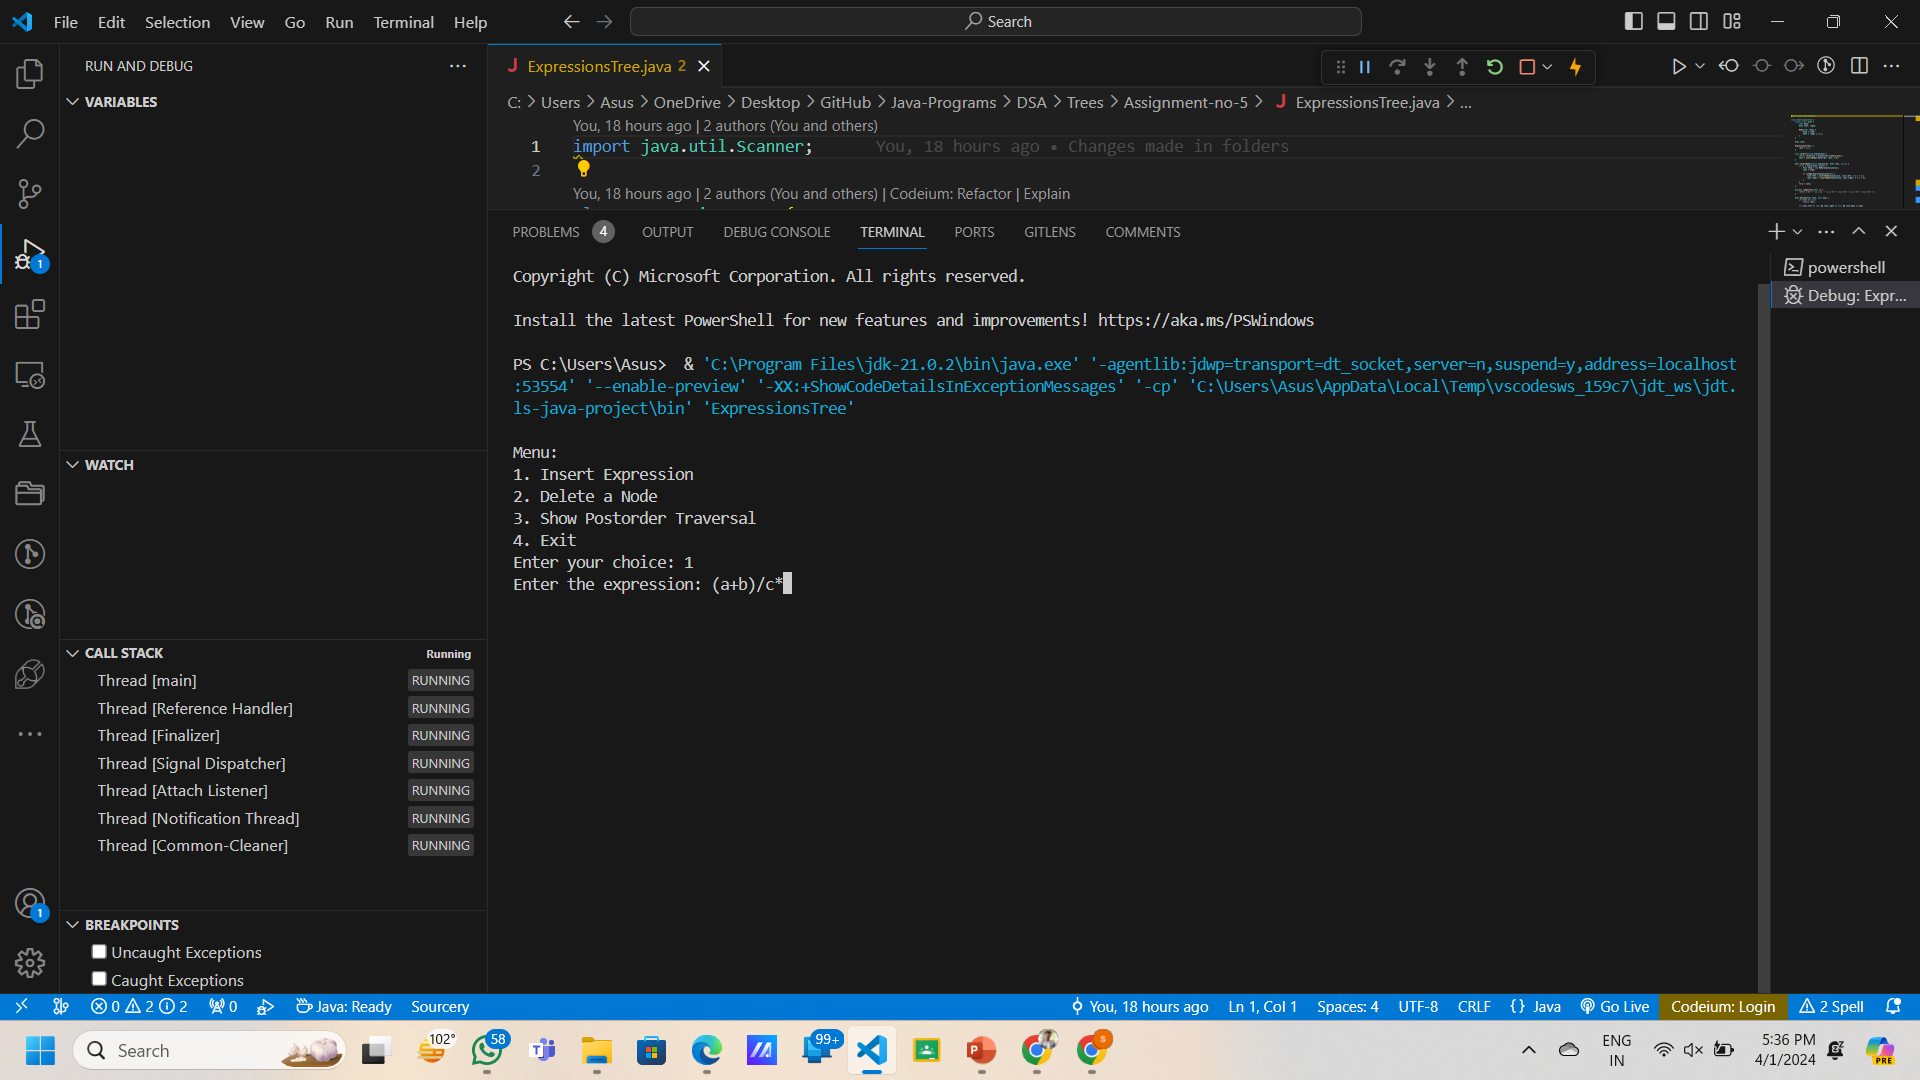 File Edit Selection View Go Run Terminal Help
Search
RUN AND DEBUG
VARIABLES
WATCH
CALL STACK Running
Thread [main] RUNNING
Thread [Reference Handler] RUNNING
Thread [Finalizer] RUNNING
Thread [Signal Dispatcher] RUNNING
Thread [Attach Listener] RUNNING
Thread [Notification Thread] RUNNING
Thread [Common-Cleaner] RUNNING
BREAKPOINTS
Uncaught Exceptions
Caught Exceptions
1
1
J ExpressionsTree.java 2
C: > Users > Asus > OneDrive > Desktop > GitHub > Java-Programs > DSA > Trees > Assignment-no-5 > J ExpressionsTree.java > ...
You, 18 hours ago | 2 authors (You and others)
1 import java.util.Scanner; You, 18 hours ago • Changes made in folders
2
You, 18 hours ago | 2 authors (You and others) | Codeium: Refactor | Explain
PROBLEMS 4 OUTPUT DEBUG CONSOLE TERMINAL PORTS GITLENS COMMENTS
powershell
Debug: Expr...
Copyright (C) Microsoft Corporation. All rights reserved.
Install the latest PowerShell for new features and improvements! https://aka.ms/PSWindows
PS C:\Users\Asus>  & 'C:\Program Files\jdk-21.0.2\bin\java.exe' '-agentlib:jdwp=transport=dt_socket,server=n,suspend=y,address=localhost
:53554' '--enable-preview' '-XX:+ShowCodeDetailsInExceptionMessages' '-cp' 'C:\Users\Asus\AppData\Local\Temp\vscodesws_159c7\jdt_ws\jdt.
ls-java-project\bin' 'ExpressionsTree'
Menu:
1. Insert Expression
2. Delete a Node
3. Show Postorder Traversal
4. Exit
Enter your choice: 1
Enter the expression: (a+b)/c*
0 2 2 0 Java: Ready Sourcery You, 18 hours ago Ln 1, Col 1 Spaces: 4 UTF-8 CRLF {} Java Go Live Codeium: Login 2 Spell
Search 102° 58 99+ S ENG IN 5:36 PM 4/1/2024 PRE